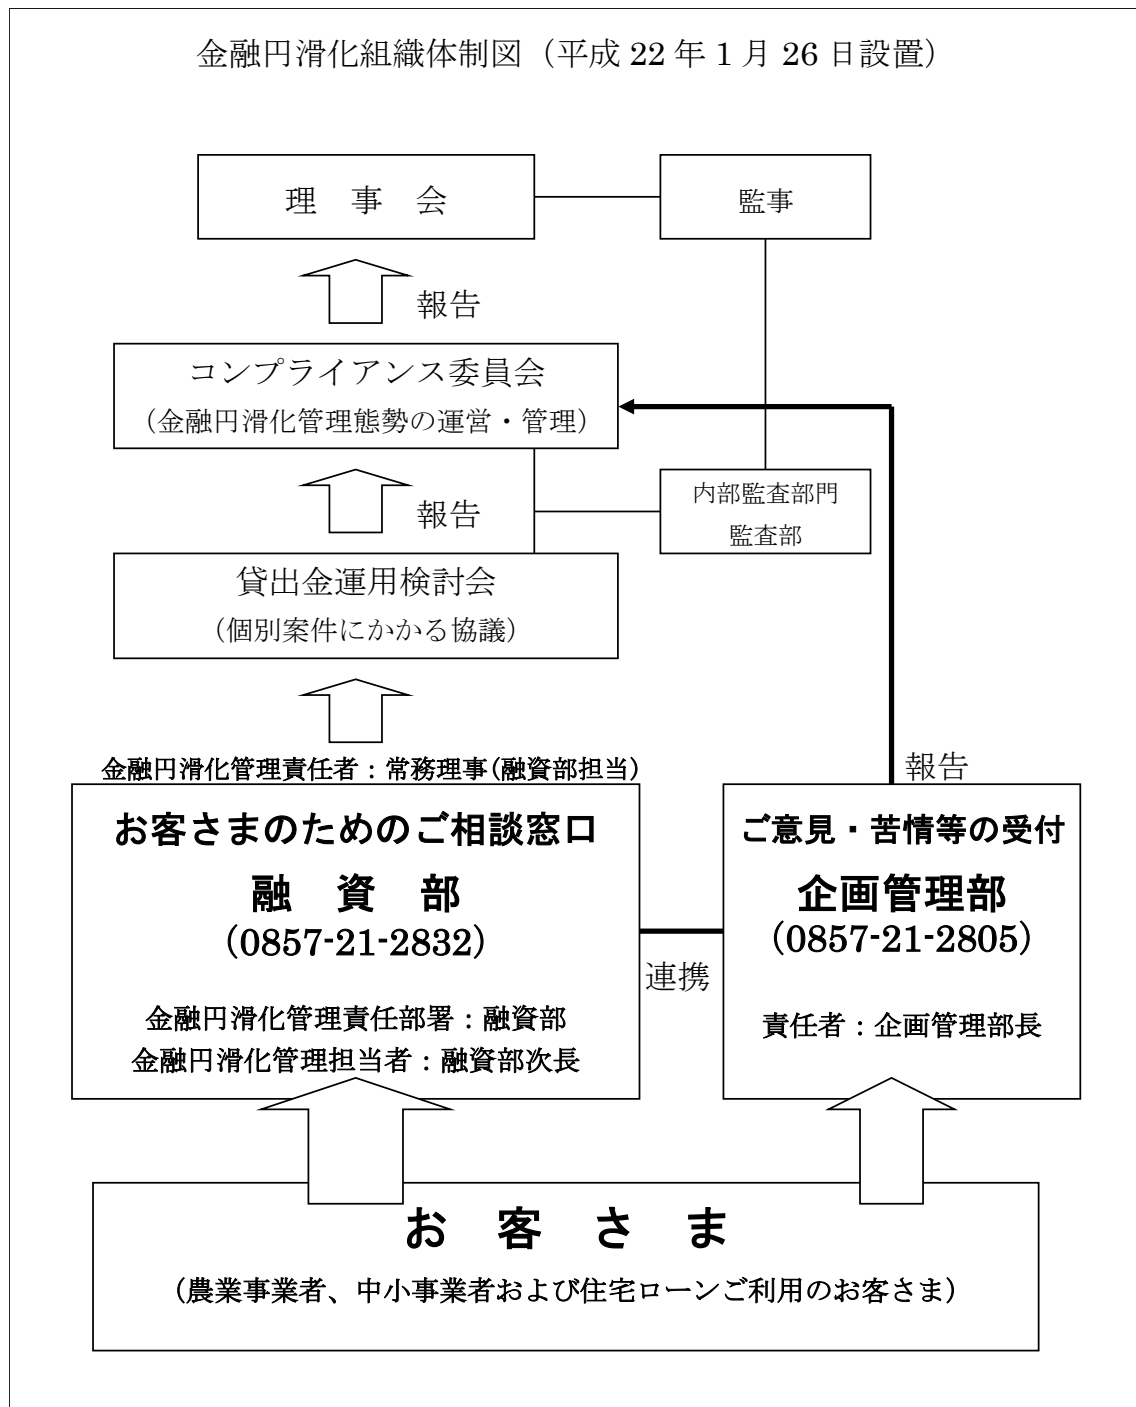 金融円滑化組織体制図（平成 22 年 1 月 26 日設置）
理　事　会
監事
報告
コンプライアンス委員会
（金融円滑化管理態勢の運営・管理）
内部監査部門
監査部
報告
貸出金運用検討会
（個別案件にかかる協議）
金融円滑化管理責任者：常務理事(融資部担当)
報告
お客さまのためのご相談窓口
融　資　部
（0857-21-2832）
金融円滑化管理責任部署：融資部
金融円滑化管理担当者：融資部次長
連携
ご意見・苦情等の受付
企画管理部
（0857-21-2805）
責任者：企画管理部長
お　客　さ　ま
（農業事業者、中小事業者および住宅ローンご利用のお客さま）